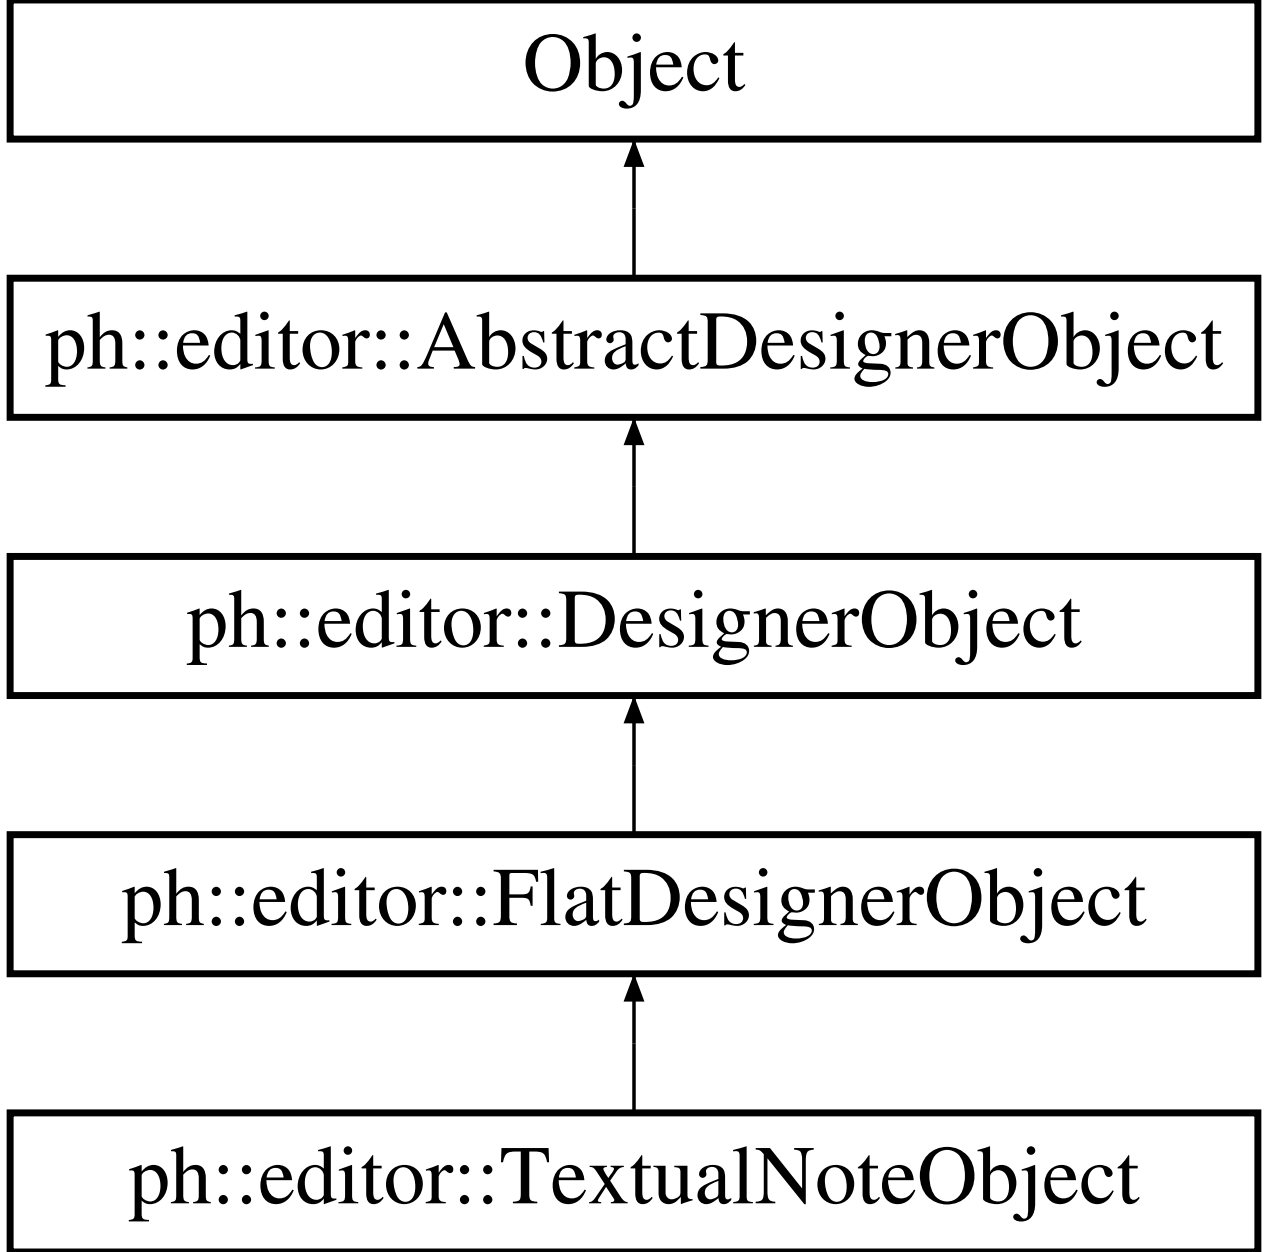 Object
ph::editor::AbstractDesignerObject
ph::editor::DesignerObject
ph::editor::FlatDesignerObject
ph::editor::TextualNoteObject